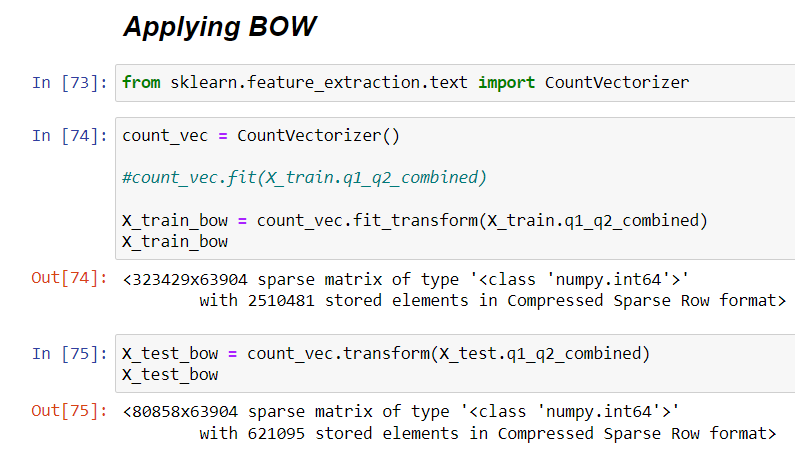 Applying BOW
In [73]: from sklearn.feature_extraction.text import CountVectorizer
In [74]: count_vec = CountVectorizer()
#count_vec.fit(X_train.q1_q2_combined)
X_train_bow = count_vec.fit_transform(X_train.q1_q2_combined)
X_train_bow
Out[74]: <323429x63904 sparse matrix of type '<class 'numpy.int64'>'
with 2510481 stored elements in Compressed Sparse Row format>
In [75]: X_test_bow = count_vec.transform(X_test.q1_q2_combined)
X_test_bow
Out[75]: <80858x63904 sparse matrix of type '<class 'numpy.int64'>'
with 621095 stored elements in Compressed Sparse Row format>